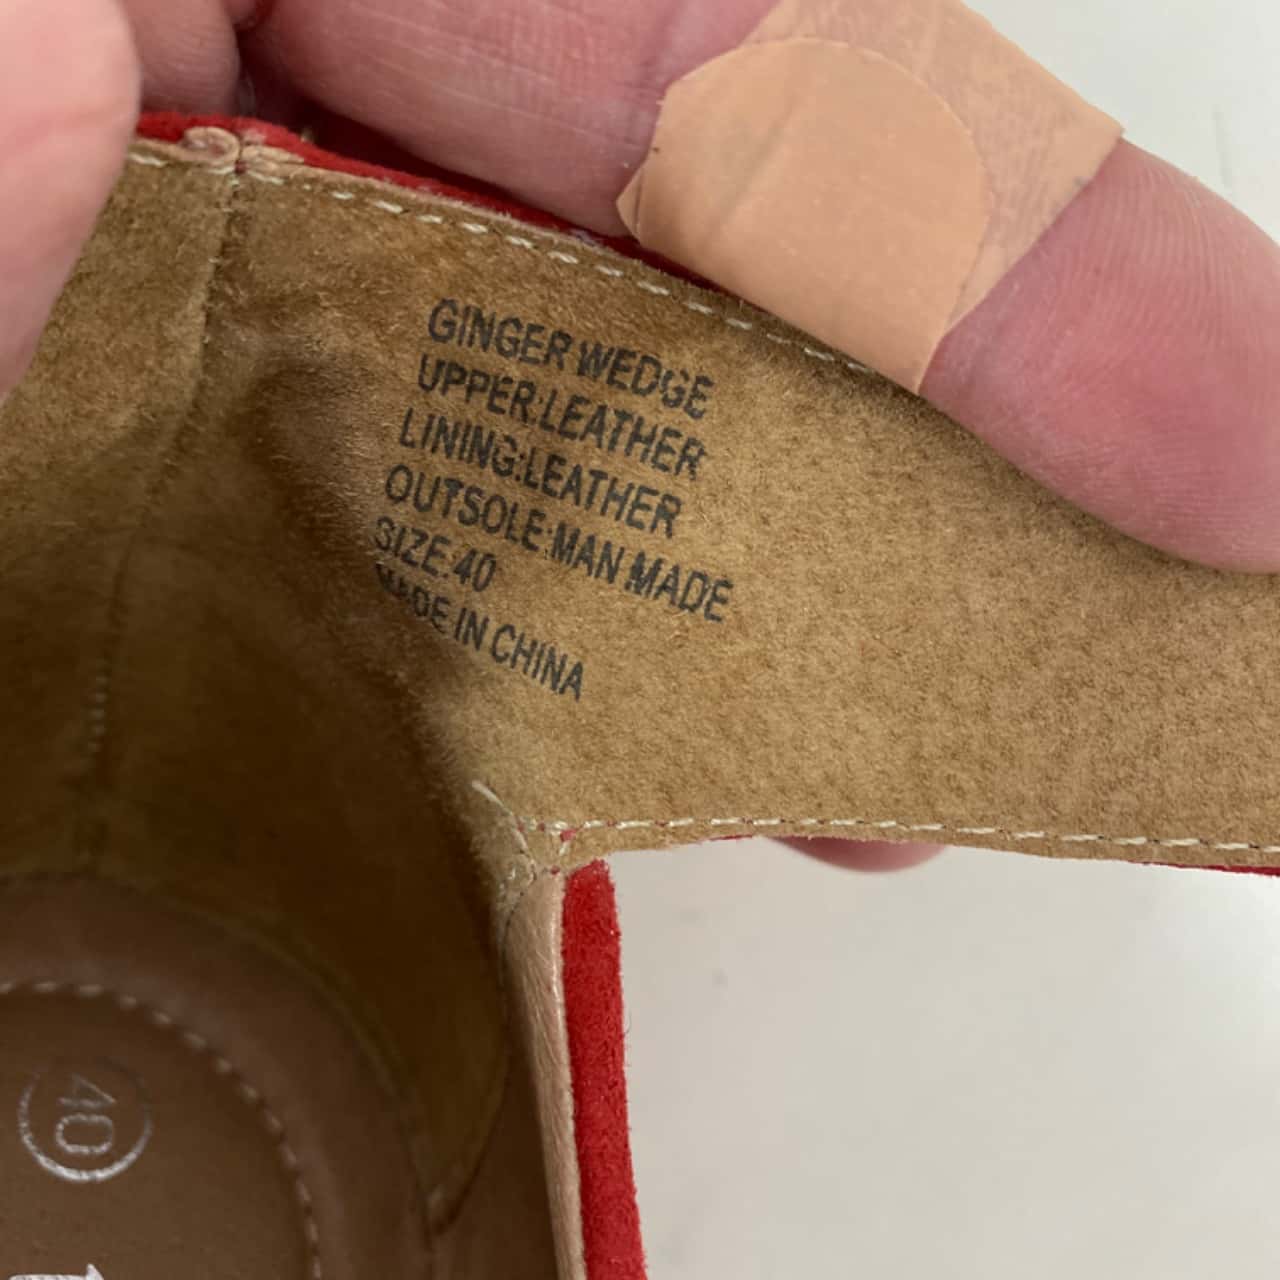 GINGER WEDGE
UPPER:LEATHER
LINING:LEATHER
OUTSOLE:MAN MADE
SIZE:40
MADE IN CHINA
40